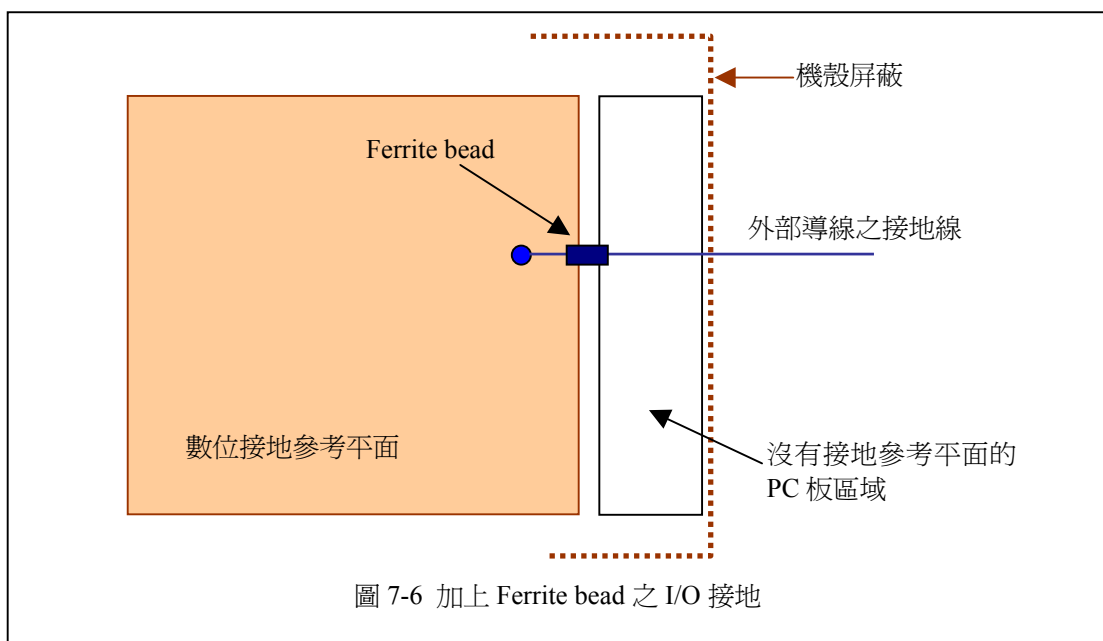 機殼屏蔽
Ferrite bead
外部導線之接地線
數位接地參考平面
沒有接地參考平面的
PC 板區域
圖 7-6 加上 Ferrite bead 之 I/O 接地